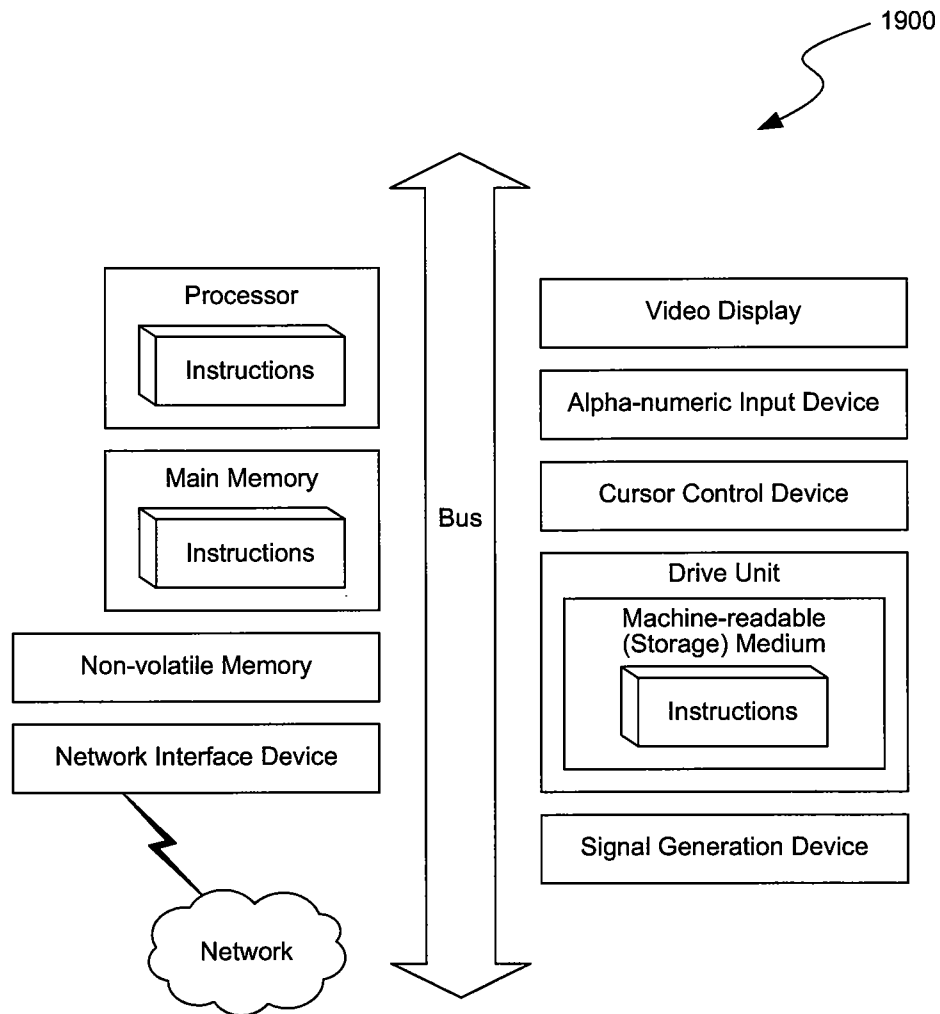 1900
Processor
Instructions
Main Memory
Instructions
Non-volatile Memory
Network Interface Device
Network
Bus
Video Display
Alpha-numeric Input Device
Cursor Control Device
Drive Unit
Machine-readable
(Storage) Medium
Instructions
Signal Generation Device